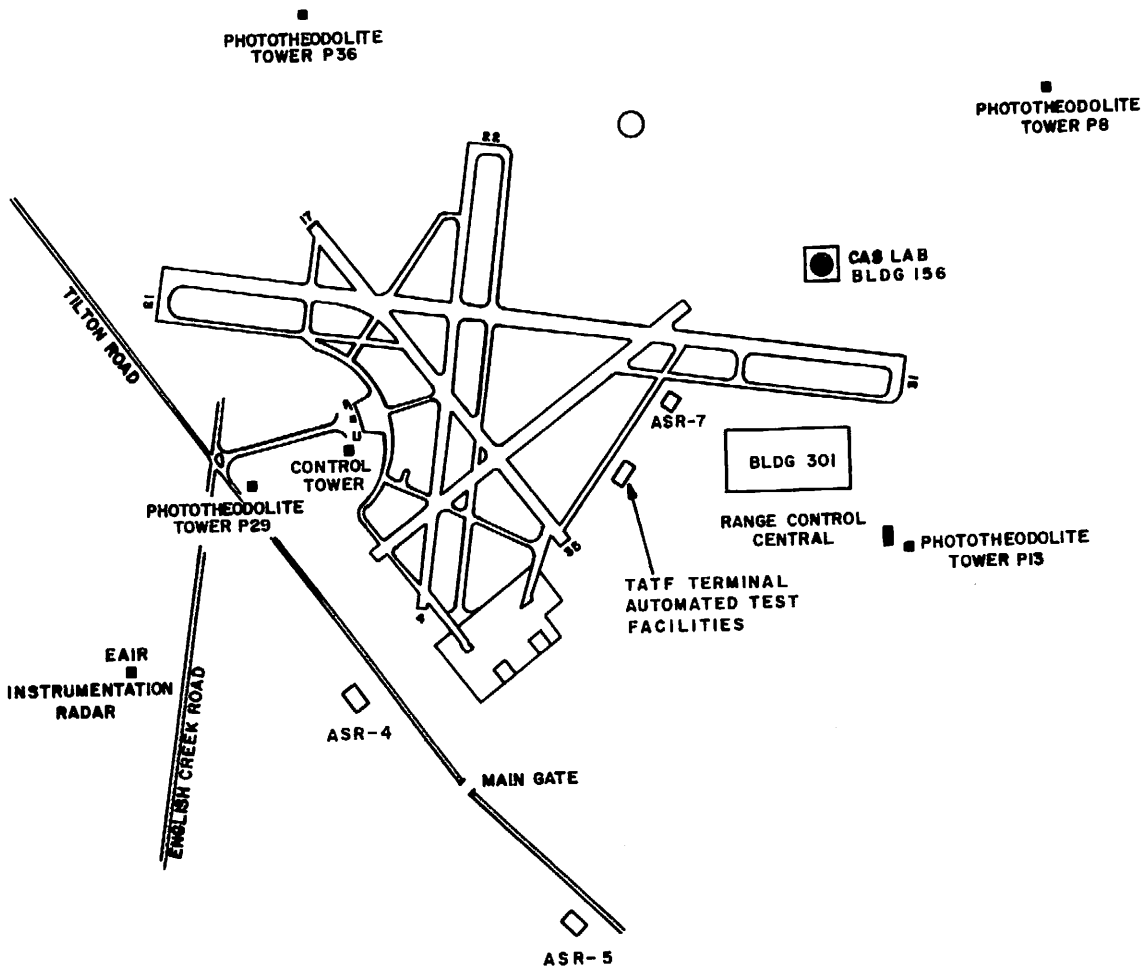 PHOTOTHEODOLITE
TOWER P36
PHOTOTHEODOLITE
TOWER P8
22
17
CAS LAB
BLDG 156
13
TILTON ROAD
31
ASR-7
BLDG 301
CONTROL
TOWER
PHOTOTHEODOLITE
TOWER P29
RANGE CONTROL
CENTRAL
PHOTOTHEODOLITE
TOWER P13
35
TATF TERMINAL
AUTOMATED TEST
FACILITIES
4
EAIR
INSTRUMENTATION
RADAR
ENGLISH CREEK ROAD
ASR-4
MAIN GATE
ASR-5